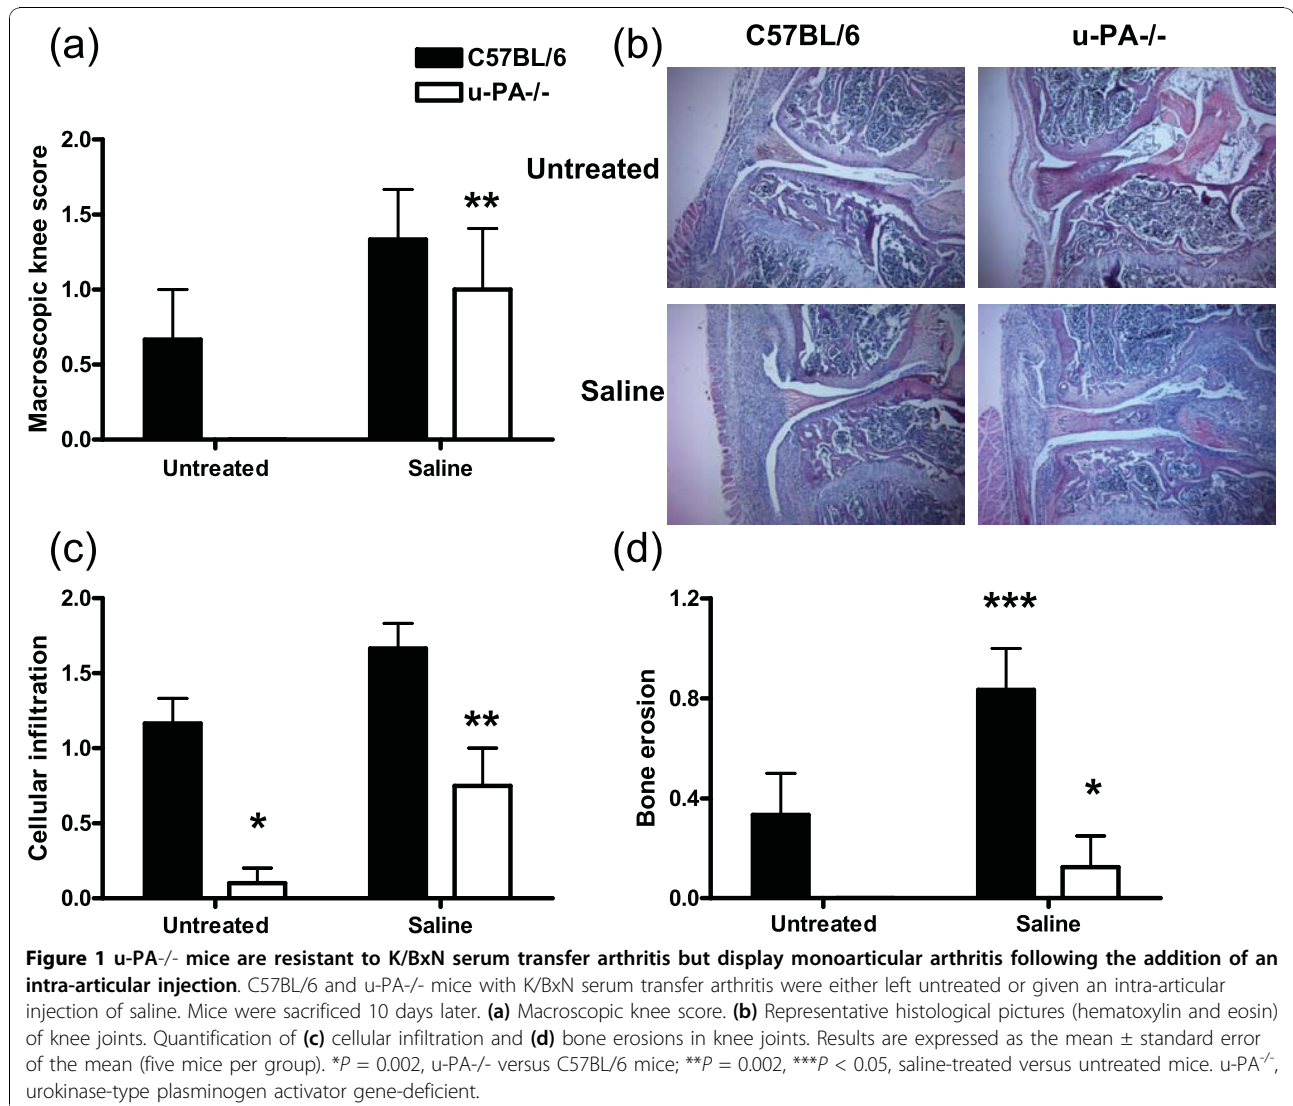 (a)
C57BL/6
u-PA-/-
2.0
1.5
1.0
0.5
0.0
Macroscopic knee score
**
Untreated
Saline
(b)
C57BL/6
u-PA-/-
Untreated
Saline
(c)
2.0
1.5
1.0
0.5
0.0
Cellular infiltration
*
**
Untreated
Saline
(d)
1.2
0.8
0.4
0.0
Bone erosion
***
*
Untreated
Saline
Figure 1 u-PA-/- mice are resistant to K/BxN serum transfer arthritis but display monoarticular arthritis following the addition of an
intra-articular injection. C57BL/6 and u-PA-/- mice with K/BxN serum transfer arthritis were either left untreated or given an intra-articular
injection of saline. Mice were sacrificed 10 days later. (a) Macroscopic knee score. (b) Representative histological pictures (hematoxylin and eosin)
of knee joints. Quantification of (c) cellular infiltration and (d) bone erosions in knee joints. Results are expressed as the mean ± standard error
of the mean (five mice per group). *P = 0.002, u-PA-/- versus C57BL/6 mice; **P = 0.002, ***P < 0.05, saline-treated versus untreated mice. u-PA-/-,
urokinase-type plasminogen activator gene-deficient.